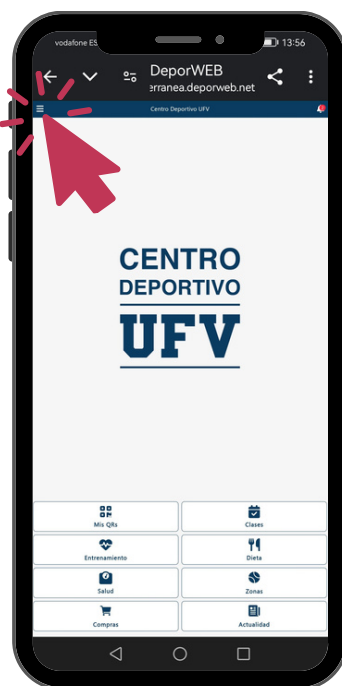 vodafone ES
13:56
DeporWEB
erranea.deporweb.net
Centro Deportivo UFV
CENTRO
DEPORTIVO
UFV
Mis QRs
Clases
Entrenamiento
Dieta
Salud
Zonas
Compras
Actualidad